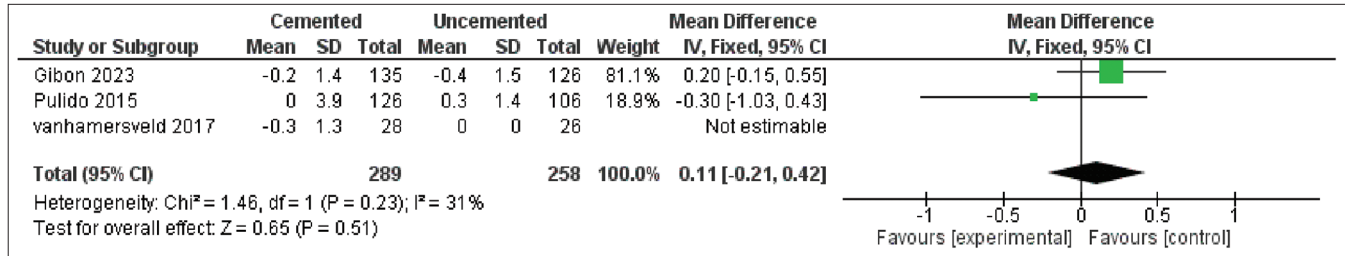 Cemented Uncemented Mean Difference Mean Difference
Study or Subgroup Mean SD Total Mean SD Total Weight IV, Fixed, 95% CI IV, Fixed, 95% CI
Gibon 2023 -0.2 1.4 135 -0.4 1.5 126 81.1% 0.20 [-0.15, 0.55]
Pulido 2015 0 3.9 126 0.3 1.4 106 18.9% -0.30 [-1.03, 0.43]
vanhamersveld 2017 -0.3 1.3 28 0 0 26 Not estimable
Total (95% CI) 289 258 100.0% 0.11 [-0.21, 0.42]
Heterogeneity: Chi² = 1.46, df = 1 (P = 0.23); I² = 31%
Test for overall effect: Z = 0.65 (P = 0.51)
-1 -0.5 0 0.5 1
Favours [experimental] Favours [control]